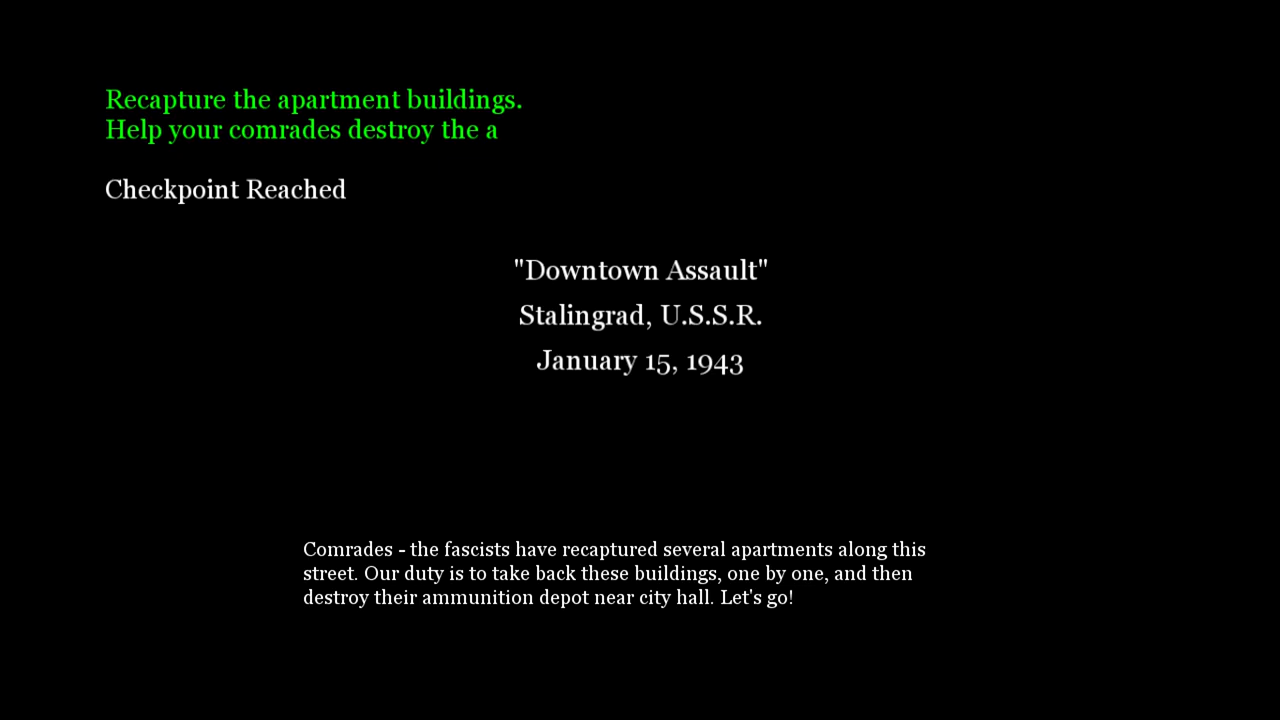 Recapture the apartment buildings.
Help your comrades destroy the a
Checkpoint Reached
"Downtown Assault"
Stalingrad, U.S.S.R.
January 15, 1943
Comrades - the fascists have recaptured several apartments along this
street. Our duty is to take back these buildings, one by one, and then
destroy their ammunition depot near city hall. Let's go!